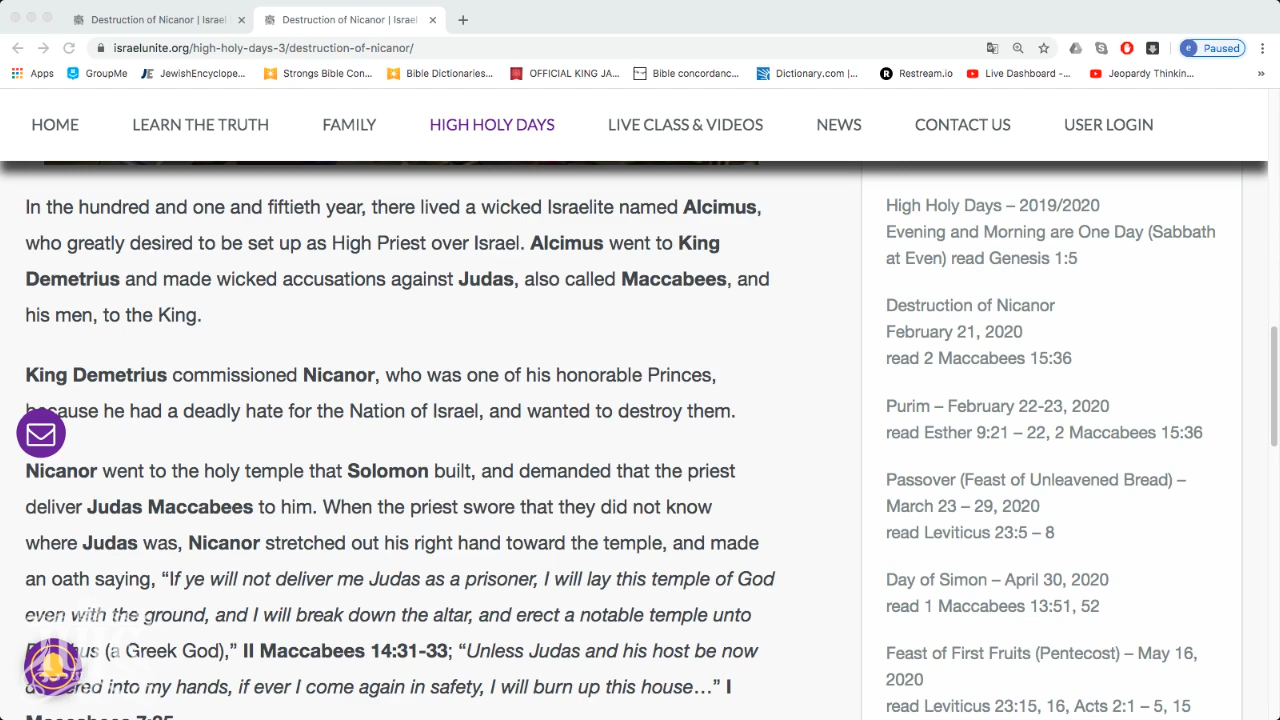 Destruction of Nicanor | Israel
Destruction of Nicanor | Israel
israelunite.org/high-holy-days-3/destruction-of-nicanor/
e Paused
Apps GroupMe JewishEncyclope... Strongs Bible Con... Bible Dictionaries... OFFICIAL KING JA... Bible concordanc... Dictionary.com |... Restream.io Live Dashboard -... Jeopardy Thinkin... »
HOME LEARN THE TRUTH FAMILY HIGH HOLY DAYS LIVE CLASS & VIDEOS NEWS CONTACT US USER LOGIN
In the hundred and one and fiftieth year, there lived a wicked Israelite named Alcimus,
who greatly desired to be set up as High Priest over Israel. Alcimus went to King
Demetrius and made wicked accusations against Judas, also called Maccabees, and
his men, to the King.
King Demetrius commissioned Nicanor, who was one of his honorable Princes,
because he had a deadly hate for the Nation of Israel, and wanted to destroy them.
Nicanor went to the holy temple that Solomon built, and demanded that the priest
deliver Judas Maccabees to him. When the priest swore that they did not know
where Judas was, Nicanor stretched out his right hand toward the temple, and made
an oath saying, “If ye will not deliver me Judas as a prisoner, I will lay this temple of God
even with the ground, and I will break down the altar, and erect a notable temple unto
(a Greek God),” II Maccabees 14:31-33; “Unless Judas and his host be now
into my hands, if ever I come again in safety, I will burn up this house…” I
Maccabees 7:35
High Holy Days – 2019/2020
Evening and Morning are One Day (Sabbath
at Even) read Genesis 1:5
Destruction of Nicanor
February 21, 2020
read 2 Maccabees 15:36
Purim – February 22-23, 2020
read Esther 9:21 – 22, 2 Maccabees 15:36
Passover (Feast of Unleavened Bread) –
March 23 – 29, 2020
read Leviticus 23:5 – 8
Day of Simon – April 30, 2020
read 1 Maccabees 13:51, 52
Feast of First Fruits (Pentecost) – May 16,
2020
read Leviticus 23:15, 16, Acts 2:1 – 5, 15